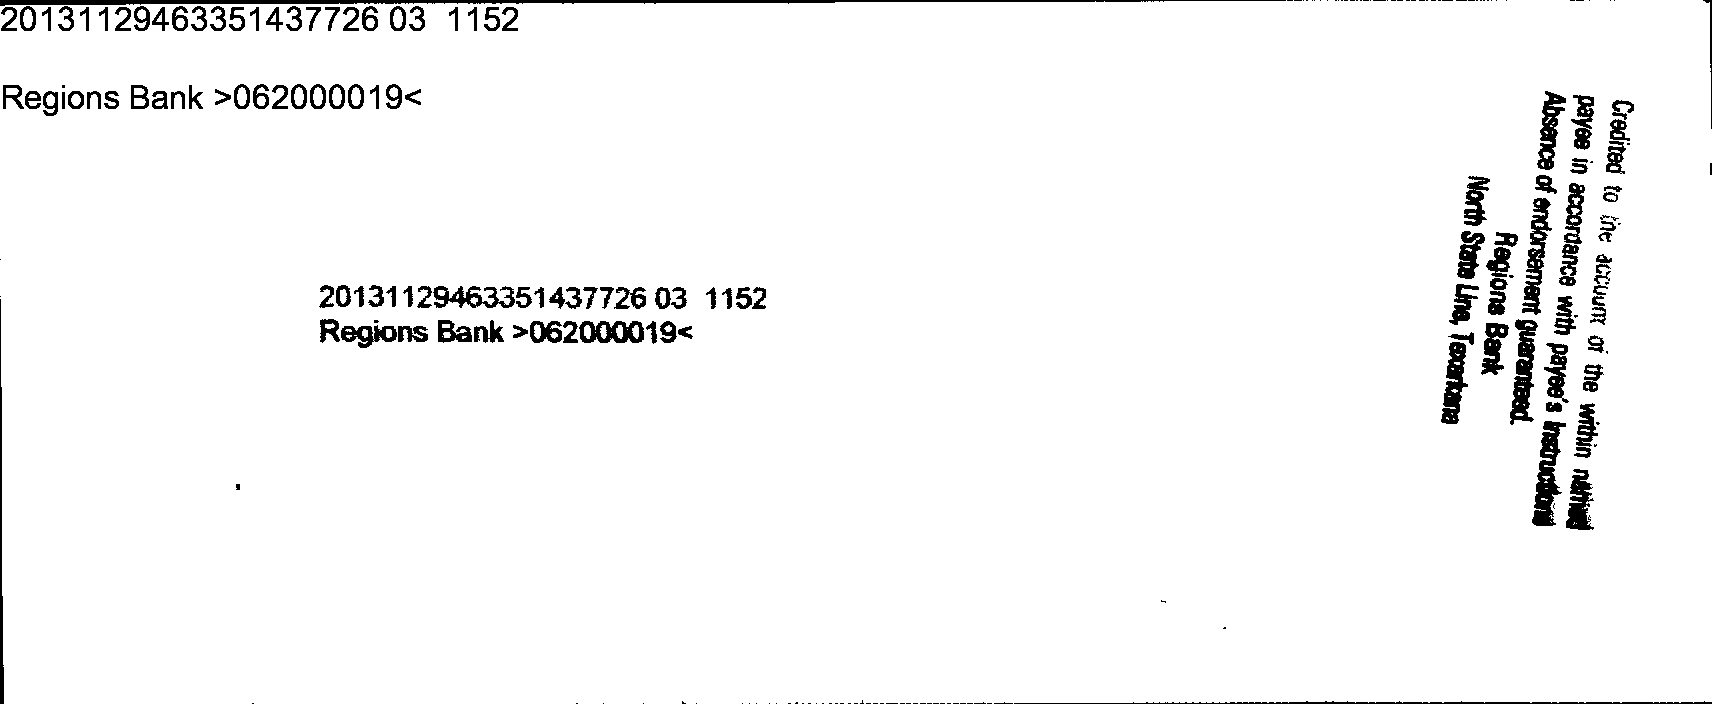 20131129463351437726 03 1152
Regions Bank >062000019<
20131129463351437726 03 1152
Regions Bank >062000019<
Credited to the account of the within named
payee in accordance with payee's instructions
Absence of endorsement guaranteed.
Regions Bank
North State Line, Texarkana